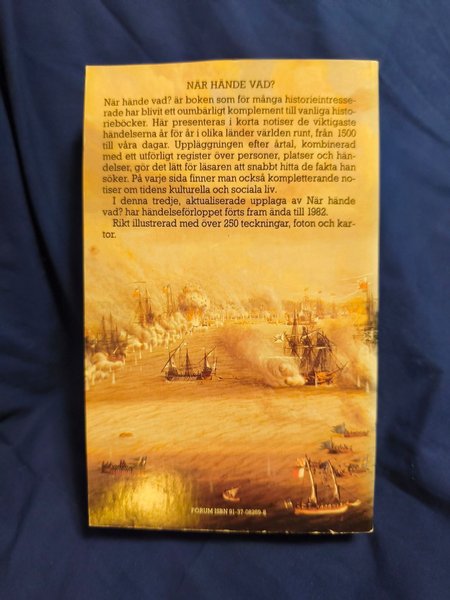 NÄR HÄNDE VAD?
När hände vad? är boken som för många historieintresse-
rade har blivit ett oumbärligt komplement till vanliga histo-
rieböcker. Här presenteras i korta notiser de viktigaste
händelserna år för år i olika länder världen runt, från 1500
till våra dagar. Uppläggningen efter årtal, kombinerad
med ett utförligt register över personer, platser och hän-
delser, gör det lätt för läsaren att snabbt hitta de fakta han
söker. På varje sida finner man också kompletterande no-
tiser om tidens kulturella och sociala liv.
I denna tredje, aktualiserade upplaga av När hände
vad? har händelseförloppet förts fram ända till 1982.
Rikt illustrerad med över 250 teckningar, foton och kar-
tor.
FORUM ISBN 91-37-08269-8